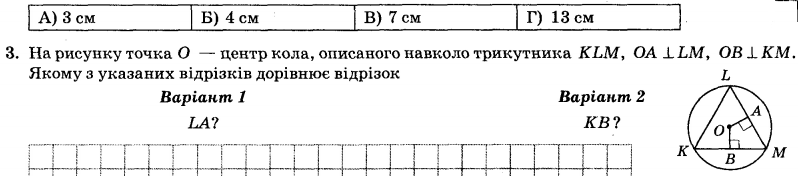 А) 3 см Б) 4 см В) 7 см Г) 13 см
3. На рисунку точка O — центр кола, описаного навколо трикутника KLM, OA ⊥ LM, OB ⊥ KM.
Якому з указаних відрізків дорівнює відрізок
Варіант 1 Варіант 2
LA? KB?
L
A
O
K
B
M